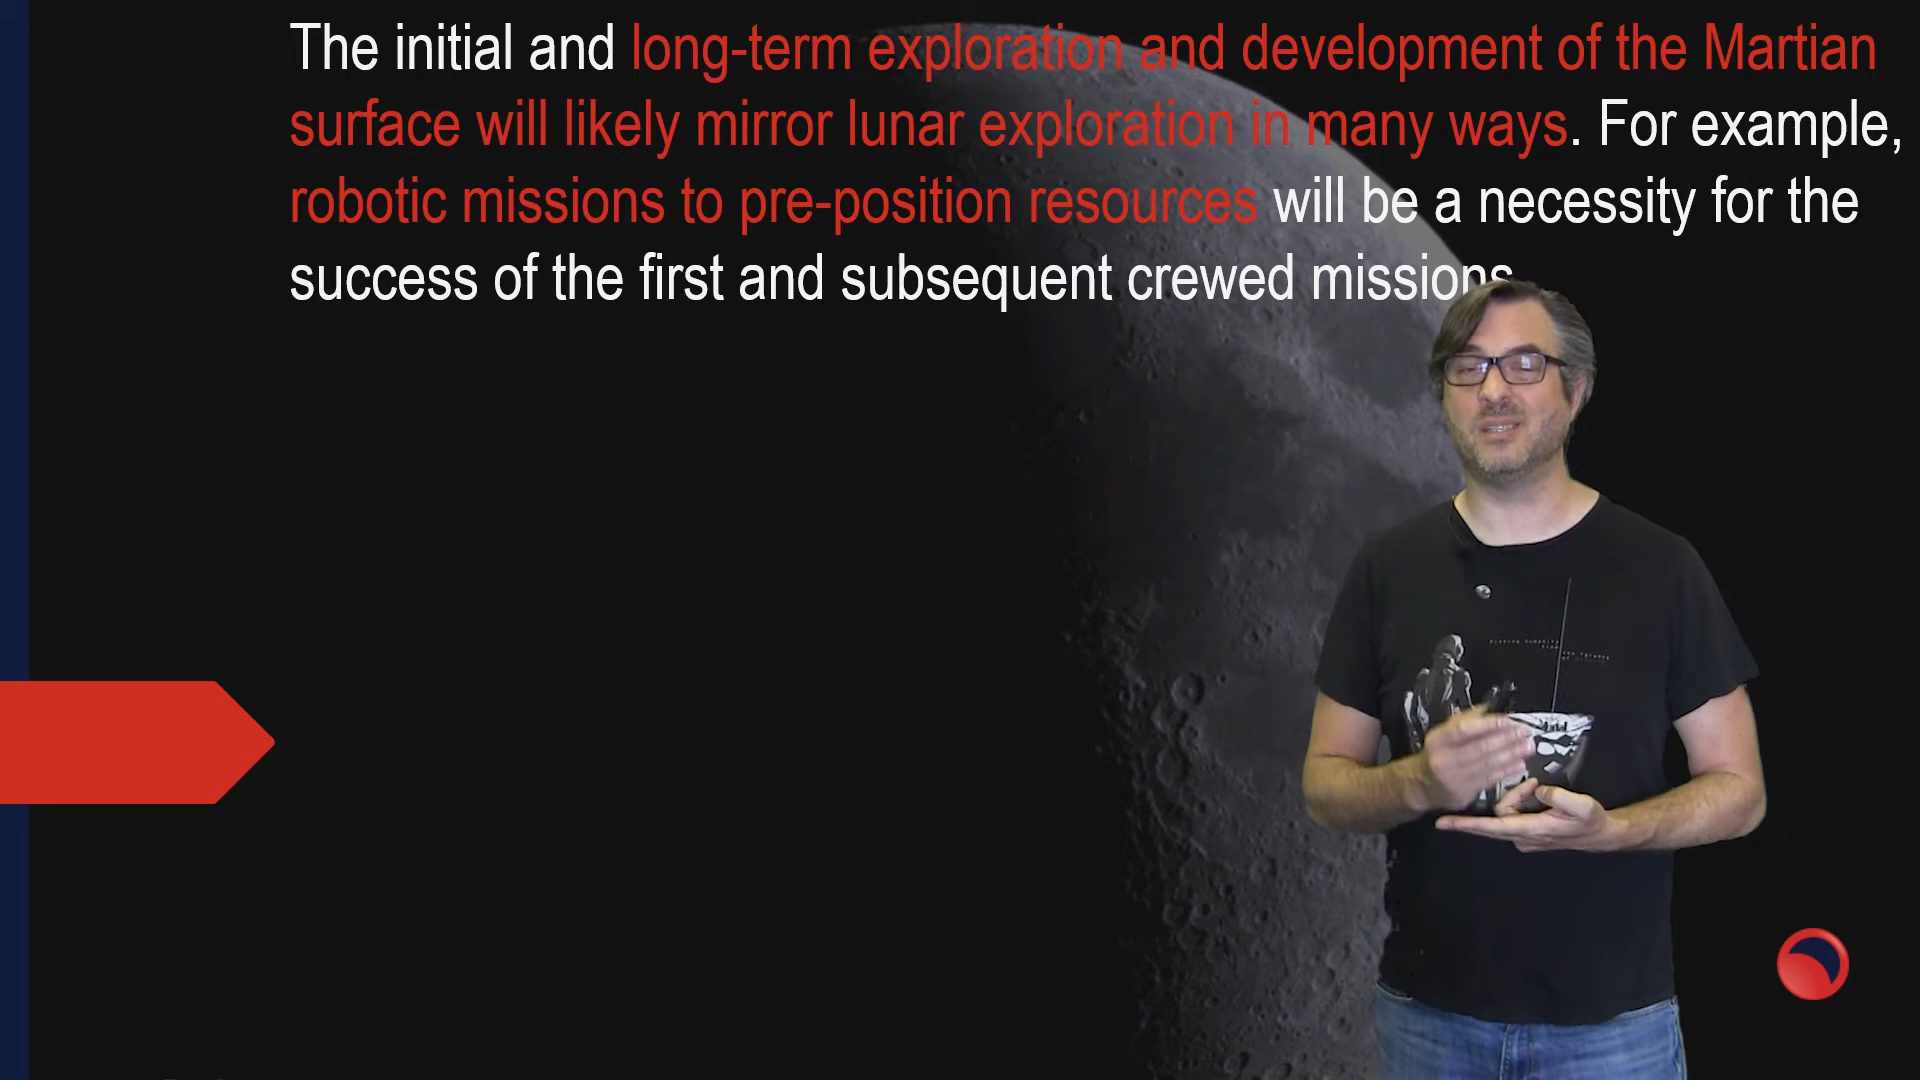 The initial and long-term exploration and development of the Martian
surface will likely mirror lunar exploration in many ways. For example,
robotic missions to pre-position resources will be a necessity for the
success of the first and subsequent crewed missions